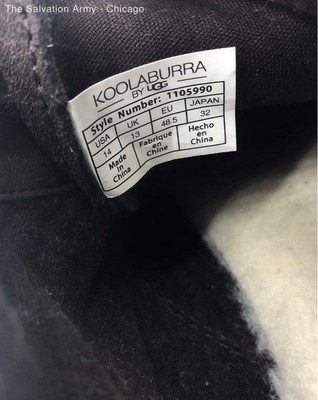 The Salvation Army - Chicago
KOOLABURRA
BY UGG
Style Number: 1105990
USA UK EU JAPAN
14 13 48.5 32
Made in China Fabrique en Chine Hecho en China